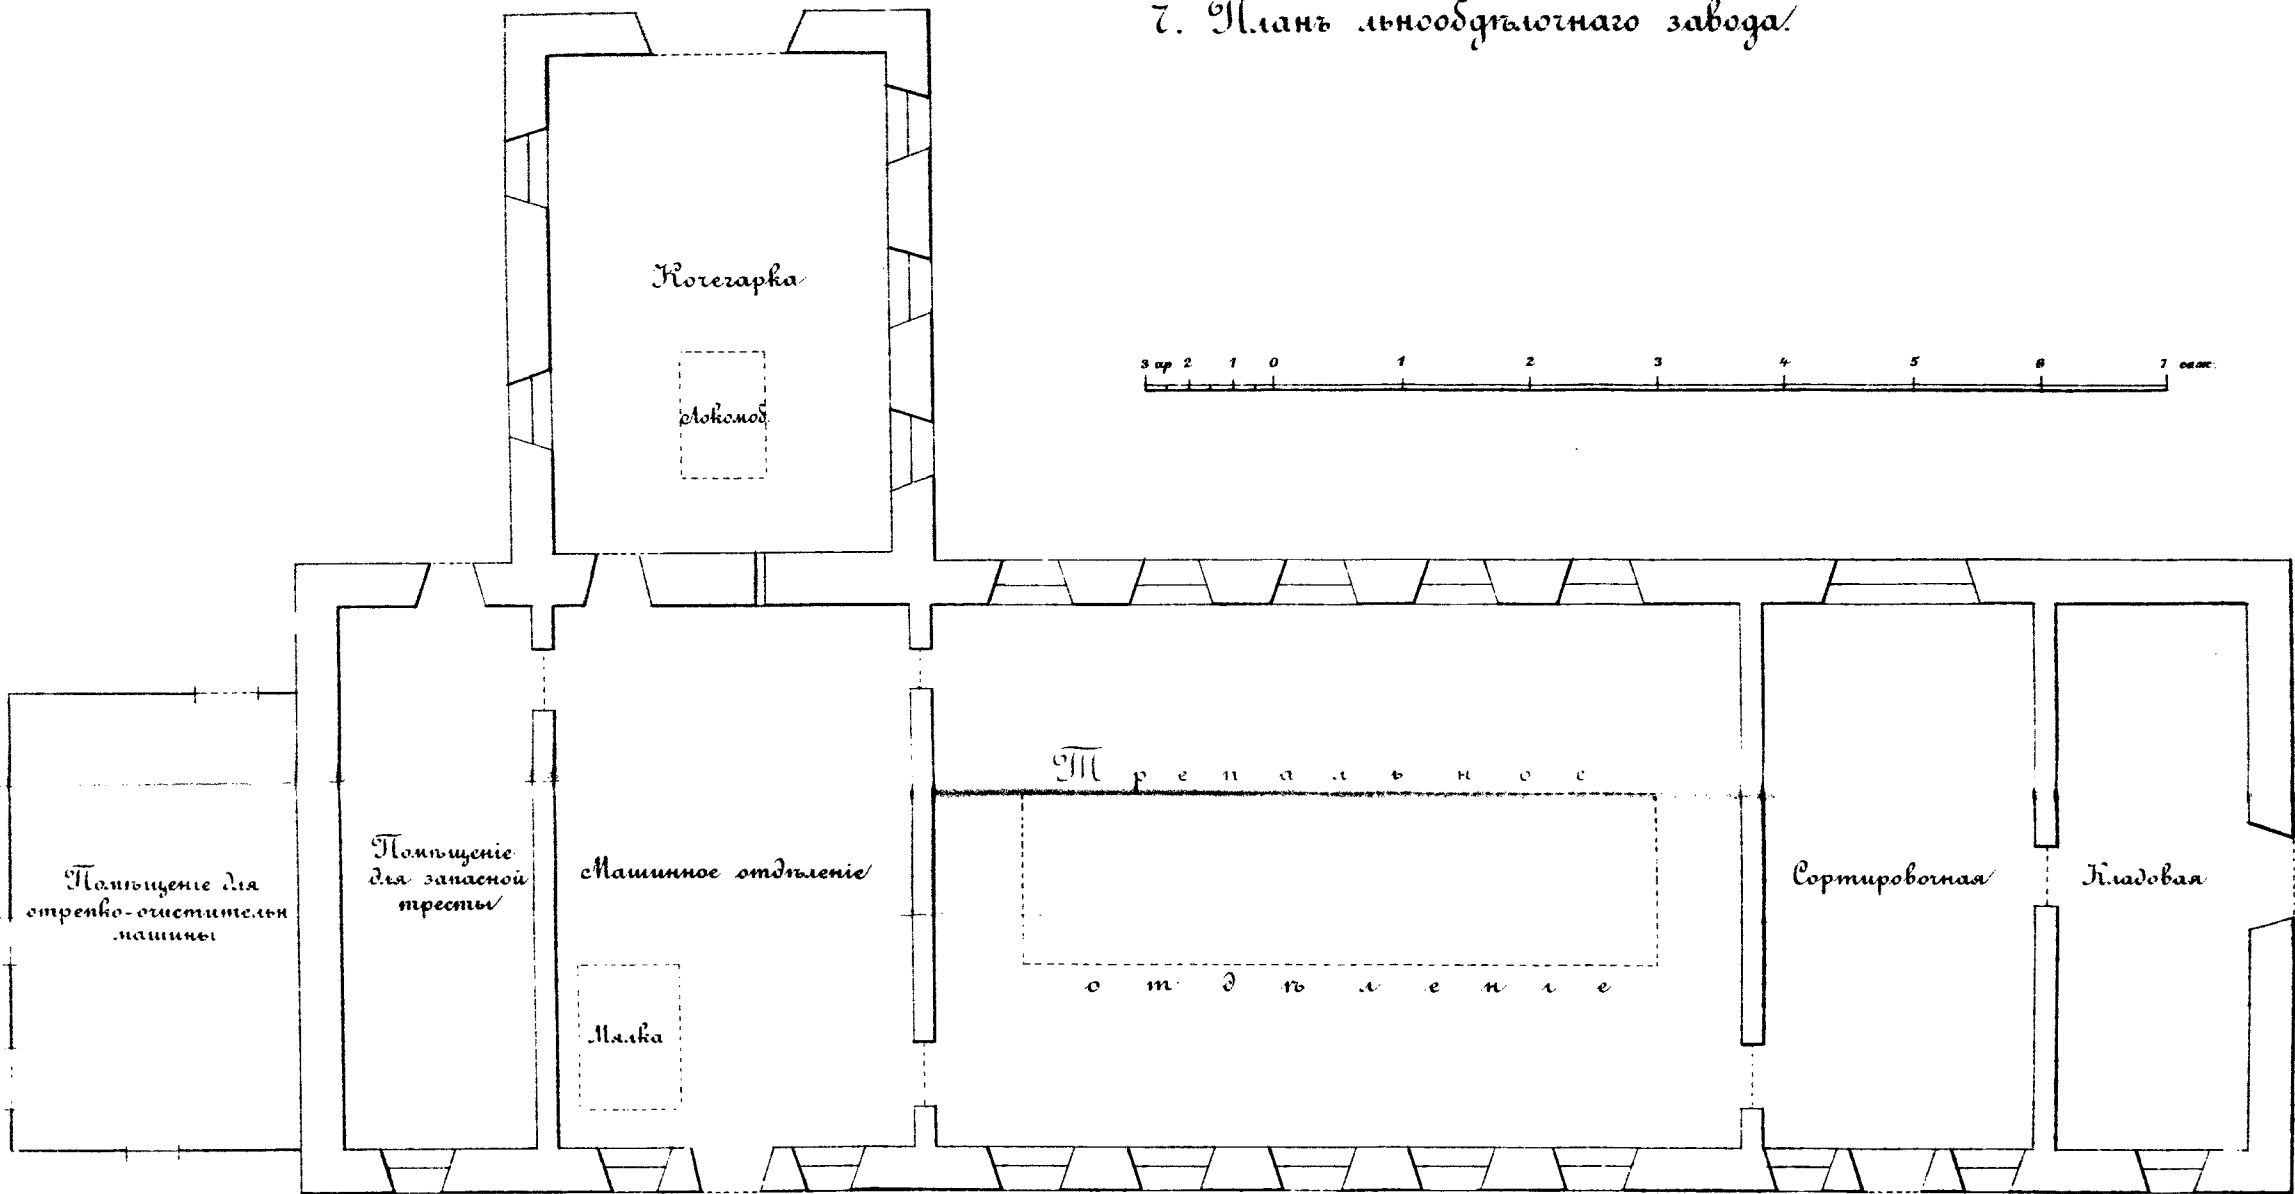 7. Планъ льнообдѣлочнаго завода.
Кочегарка
Локомоб.
3 ар 2 1 0 1 2 3 4 5 6 7 саж.
Трепальное
Помѣщеніе
для запасной
тресты
Машинное отдѣленіе
Помѣщеніе для
отрепко-очистительн
машины
Сортировочная
Кладовая
отдѣленіе
Мялка